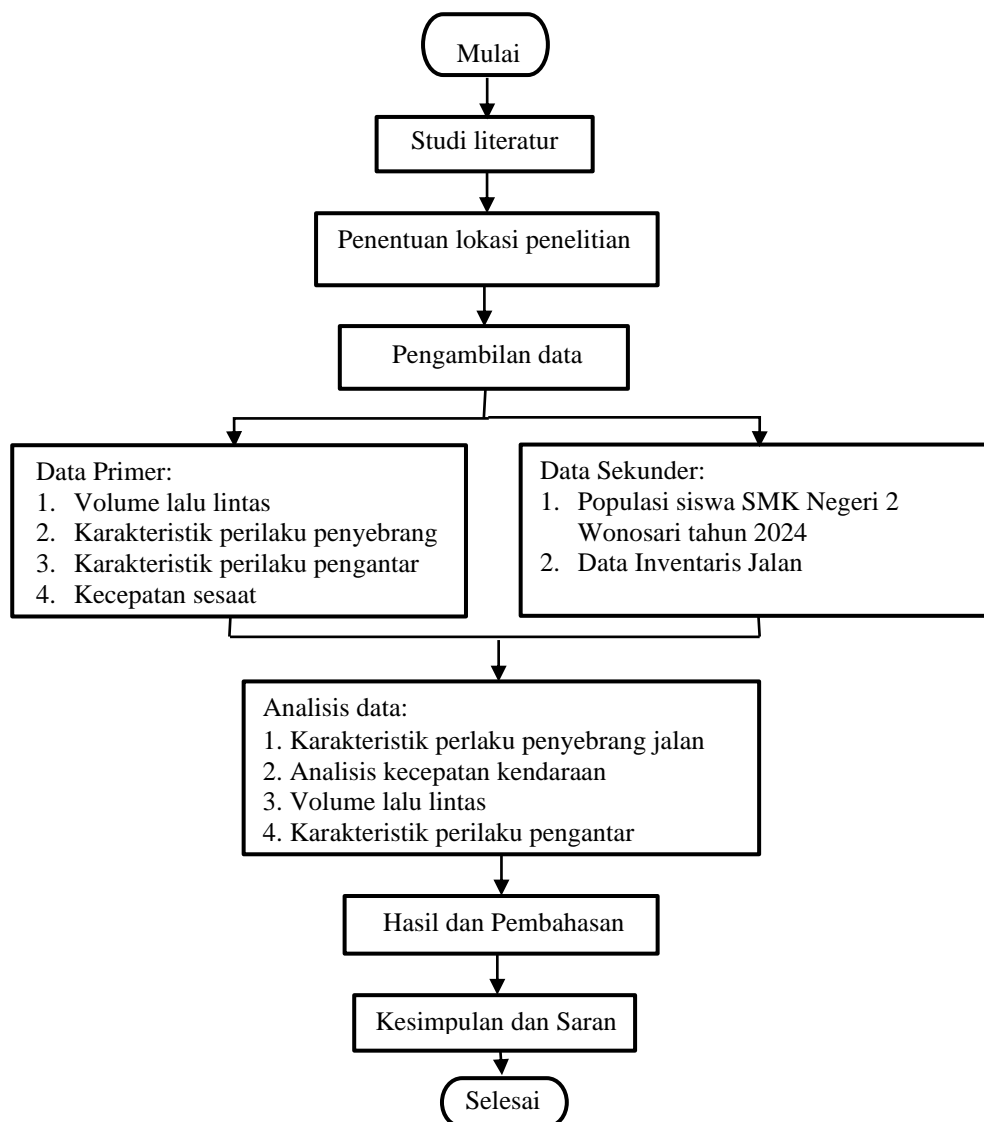 Mulai
Studi literatur
Penentuan lokasi penelitian
Pengambilan data
Data Primer:
1. Volume lalu lintas
2. Karakteristik perilaku penyebrang
3. Karakteristik perilaku pengantar
4. Kecepatan sesaat
Data Sekunder:
1. Populasi siswa SMK Negeri 2
Wonosari tahun 2024
2. Data Inventaris Jalan
Analisis data:
1. Karakteristik perlaku penyebrang jalan
2. Analisis kecepatan kendaraan
3. Volume lalu lintas
4. Karakteristik perilaku pengantar
Hasil dan Pembahasan
Kesimpulan dan Saran
Selesai